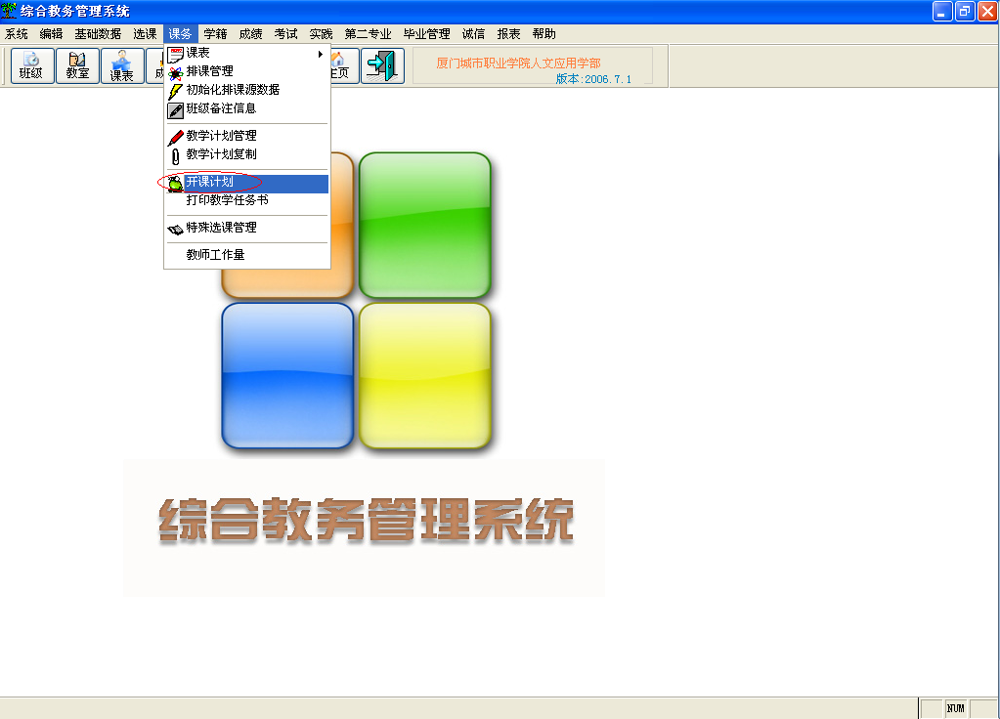 综合教务管理系统
系统 编辑 基础数据 选课 课务 学籍 成绩 考试 实践 第二专业 毕业管理 诚信 报表 帮助
班级 教室 课表
厦门城市职业学院人文应用学部
版本:2006.7.1
课表
排课管理
初始化排课源数据
班级备注信息
教学计划管理
教学计划复制
开课计划
打印教学任务书
特殊选课管理
教师工作量
综合教务管理系统
NUM